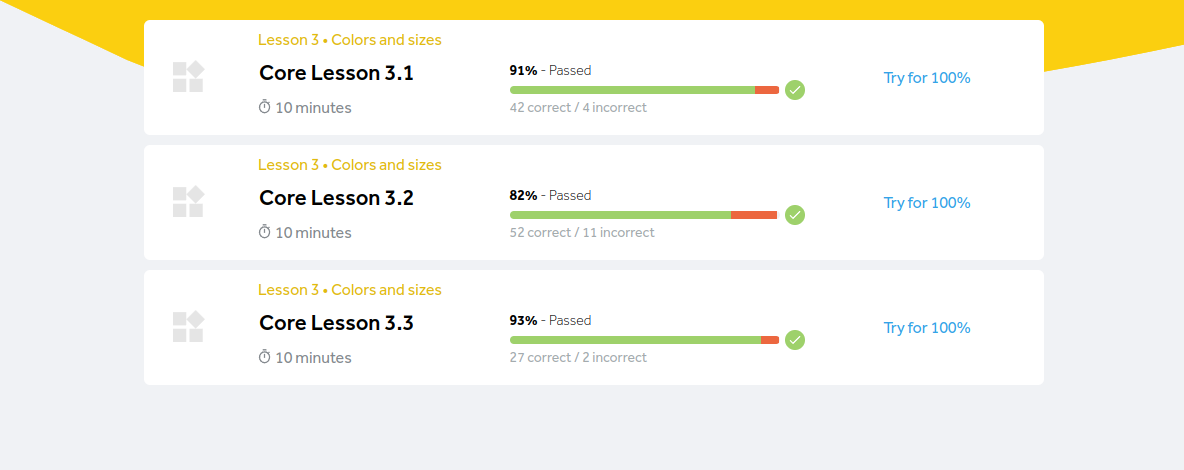 Lesson 3 • Colors and sizes
Core Lesson 3.1
10 minutes
91% - Passed
42 correct / 4 incorrect
Try for 100%
Lesson 3 • Colors and sizes
Core Lesson 3.2
10 minutes
82% - Passed
52 correct / 11 incorrect
Try for 100%
Lesson 3 • Colors and sizes
Core Lesson 3.3
10 minutes
93% - Passed
27 correct / 2 incorrect
Try for 100%